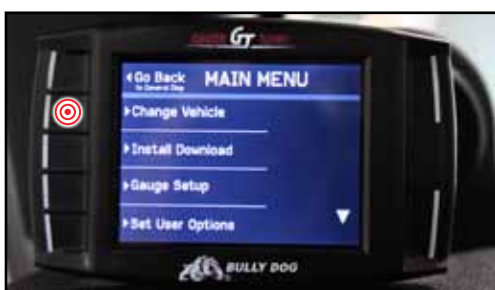 GT
Go Back MAIN MENU
Change Vehicle
Install Download
Gauge Setup
Set User Options
BULLY DOG